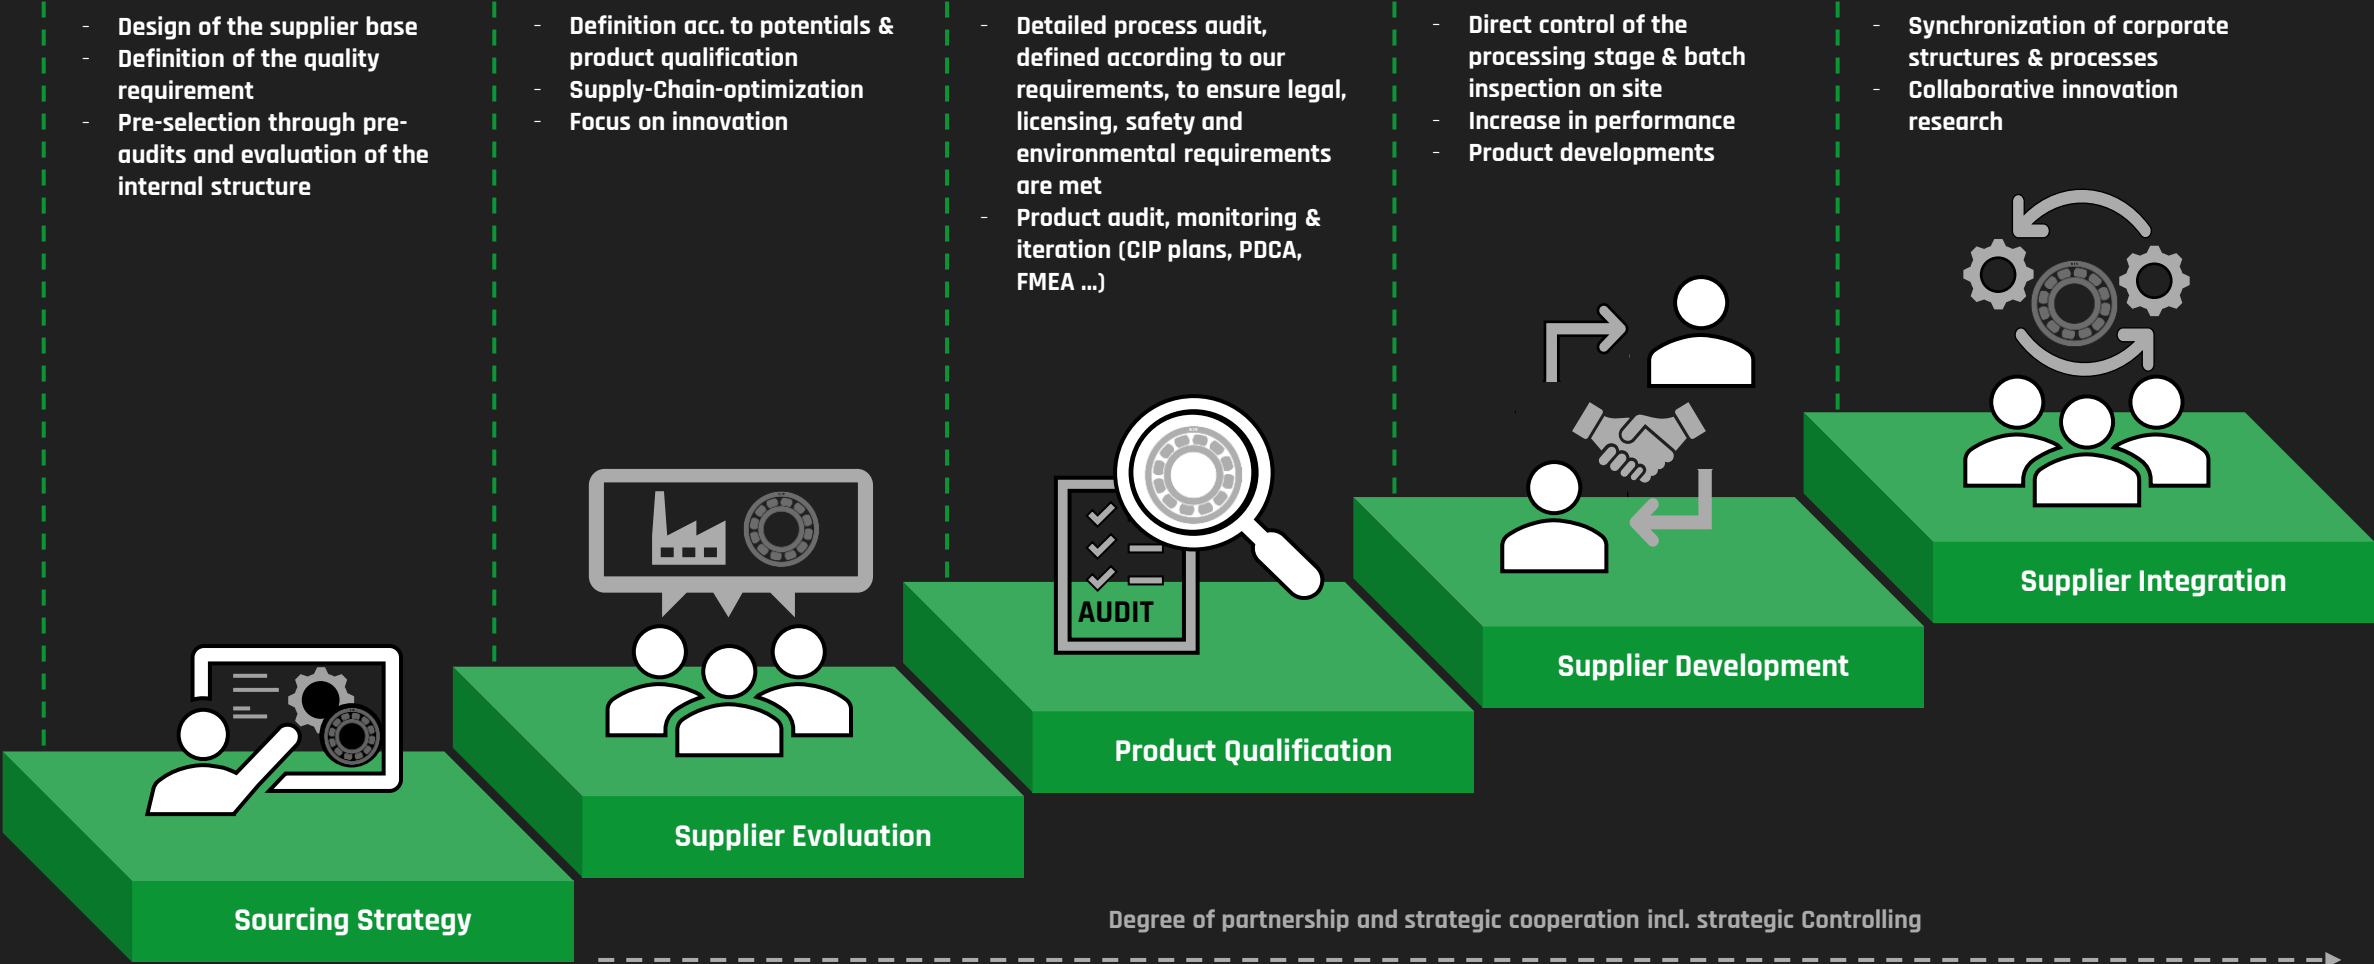 - Design of the supplier base
- Definition of the quality
requirement
- Pre-selection through pre-
audits and evaluation of the
internal structure
- Definition acc. to potentials &
product qualification
- Supply-Chain-optimization
- Focus on innovation
- Detailed process audit,
defined according to our
requirements, to ensure legal,
licensing, safety and
environmental requirements
are met
- Product audit, monitoring &
iteration (CIP plans, PDCA,
FMEA ...)
- Direct control of the
processing stage & batch
inspection on site
- Increase in performance
- Product developments
- Synchronization of corporate
structures & processes
- Collaborative innovation
research
AUDIT
Sourcing Strategy
Supplier Evoluation
Product Qualification
Supplier Development
Supplier Integration
Degree of partnership and strategic cooperation incl. strategic Controlling